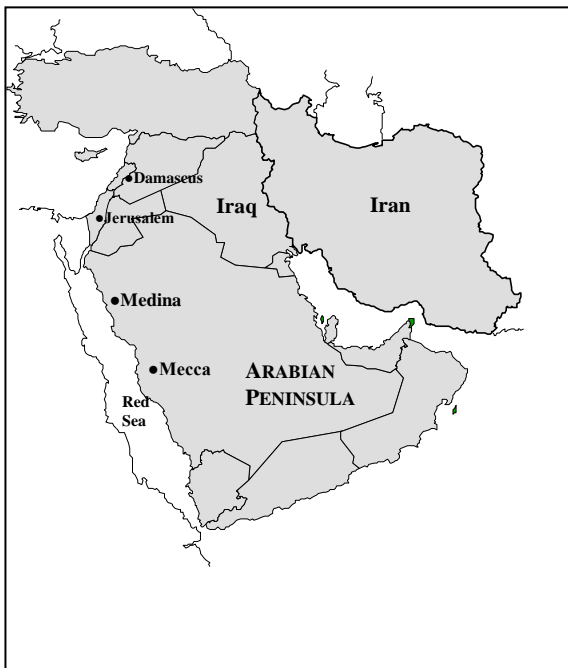 Damascus
Jerusalem
Iraq
Iran
Medina
Mecca
ARABIAN
PENINSULA
Red
Sea